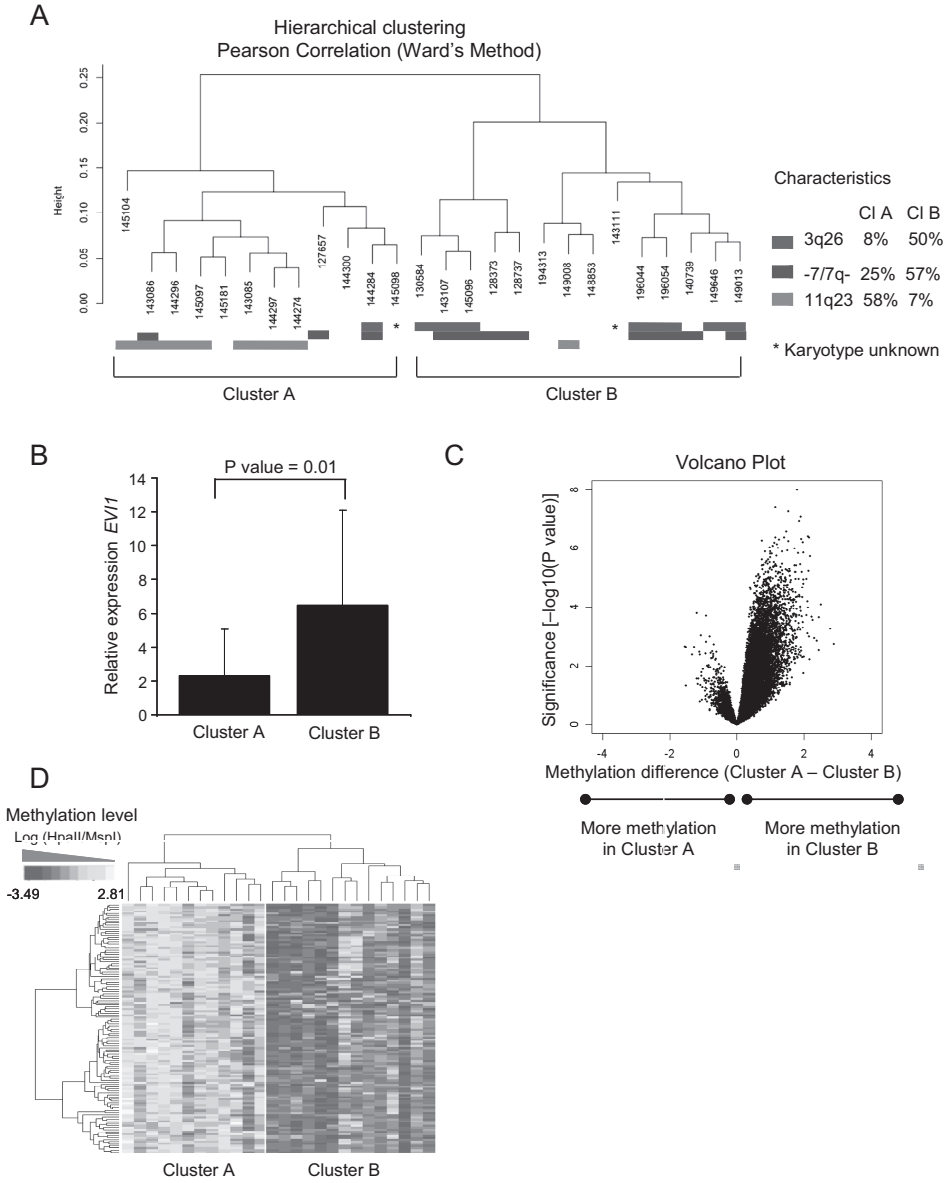 A
Hierarchical clustering
Pearson Correlation (Ward's Method)
Height
0.25
0.20
0.15
0.10
0.05
0.00
145104
143086
144296
145097
145181
143085
144297
144274
127657
144300
144284
145098
130584
143107
145096
128373
128737
194313
149008
143111
196044
196054
140739
149646
149013
*
*
Cluster A
Cluster B
Characteristics
Cl A Cl B
3q26 8% 50%
-7/7q- 25% 57%
11q23 58% 7%
* Karyotype unknown
B
P value = 0.01
Relative expression EVI1
14
12
10
8
6
4
2
0
Cluster A
Cluster B
C
Volcano Plot
Significance [–log10(P value)]
8
6
4
2
0
-4 -2 0 2 4
Methylation difference (Cluster A – Cluster B)
More methylation
in Cluster A
More methylation
in Cluster B
D
Methylation level
Log (HpaII/MspI)
-3.49 2.81
Cluster A
Cluster B